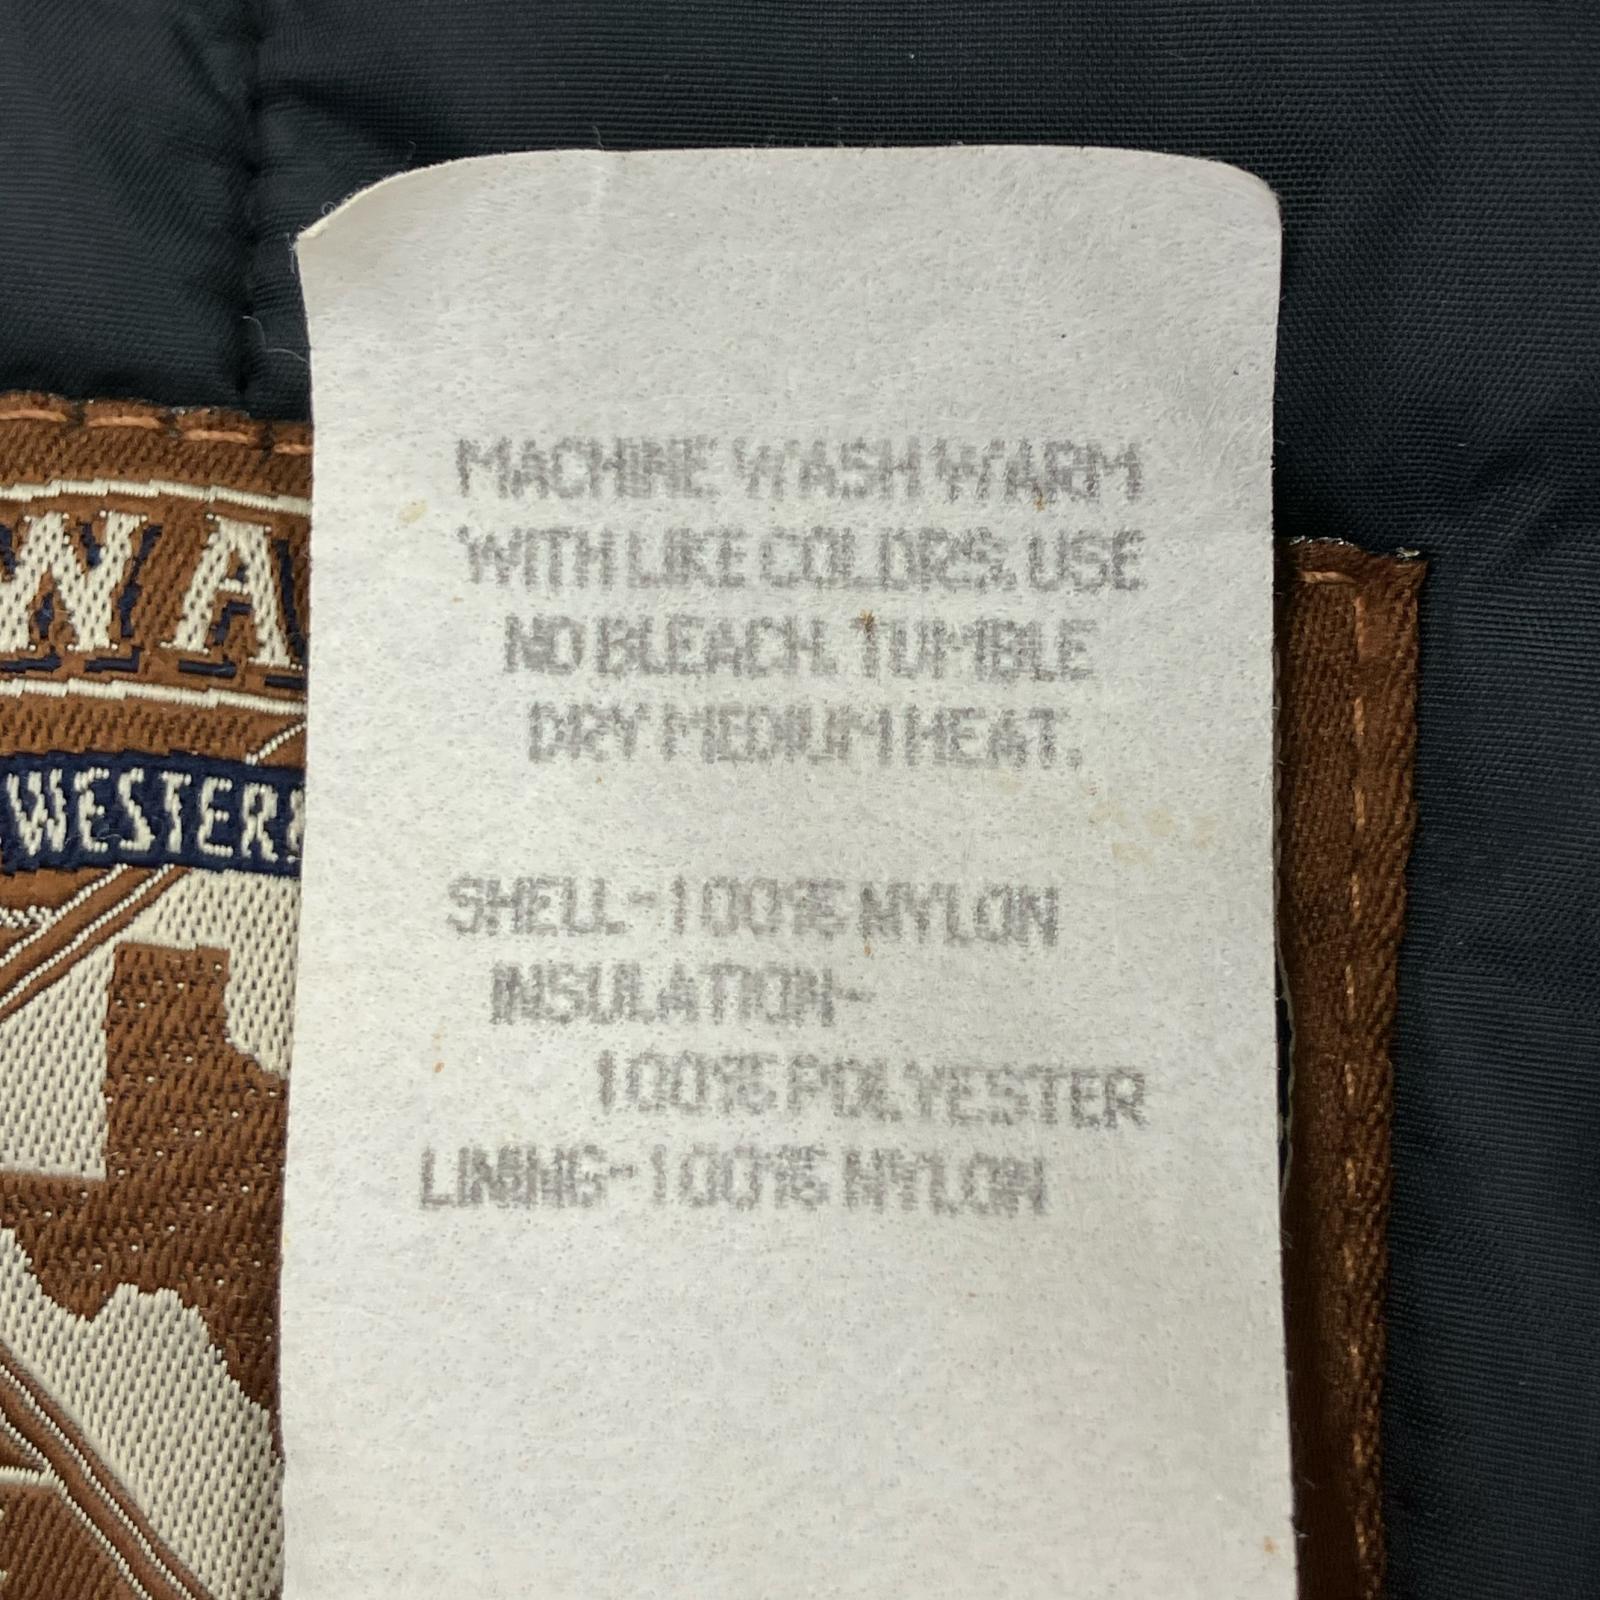 MACHINE WASH WARM
WITH LIKE COLORS. USE
NO BLEACH. TUMBLE
DRY MEDIUM HEAT.
SHELL-100% NYLON
INSULATION-
100% POLYESTER
LINING-100% NYLON
WA
WESTER